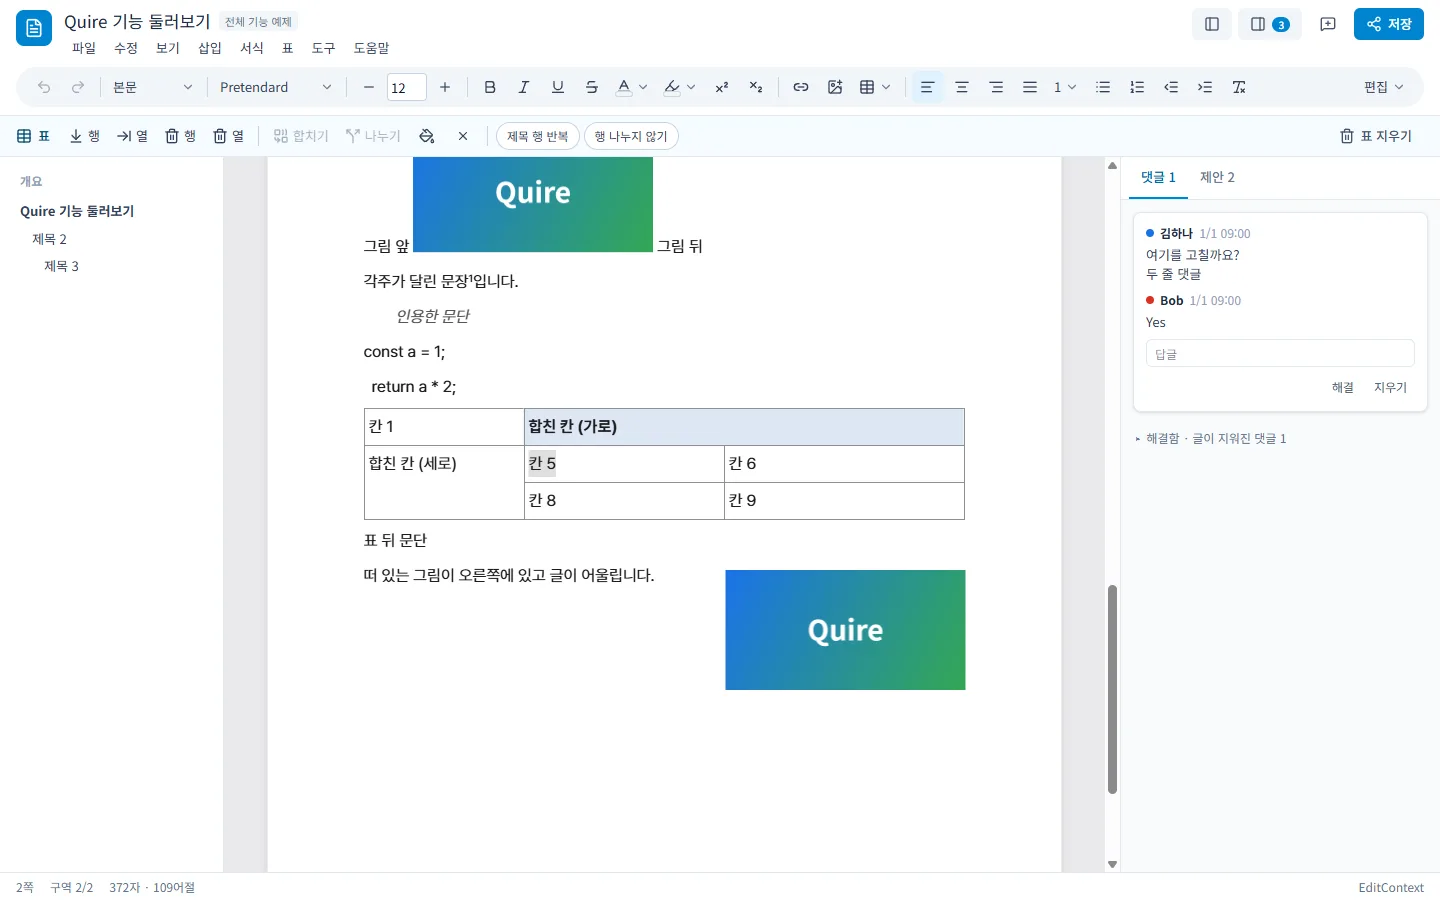 Quire 기능 둘러보기 전체 기능 예제
파일 수정 보기 삽입 서식 표 도구 도움말
3
저장
본문 Pretendard 12 1 편집
표 행 열 행 열 합치기 나누기 제목 행 반복 행 나누지 않기 표 지우기
개요
Quire 기능 둘러보기
제목 2
제목 3
Quire
그림 앞 그림 뒤
각주가 달린 문장¹입니다.
인용한 문단
const a = 1;
return a * 2;
칸 1 합친 칸 (가로)
합친 칸 (세로) 칸 5 칸 6
칸 8 칸 9
표 뒤 문단
떠 있는 그림이 오른쪽에 있고 글이 어울립니다.
Quire
댓글 1 제안 2
김하나 1/1 09:00
여기를 고칠까요?
두 줄 댓글
Bob 1/1 09:00
Yes
답글
해결 지우기
해결함 · 글이 지워진 댓글 1
2쪽 구역 2/2 372자 · 109어절 EditContext